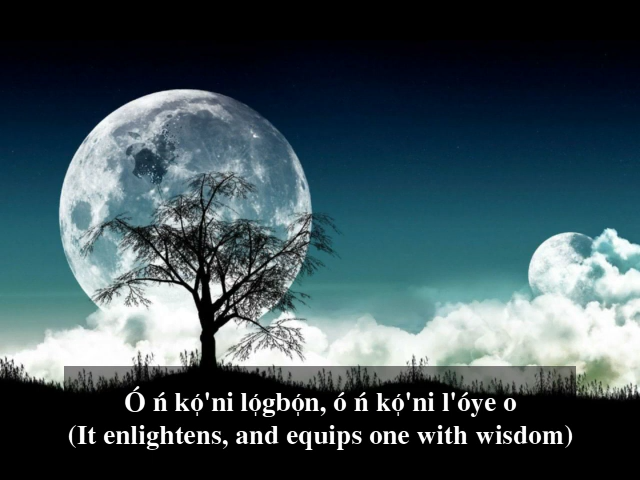 Ó ń kọ́'ni lọ́gbọ́n, ó ń kọ́'ni l'óye o
(It enlightens, and equips one with wisdom)